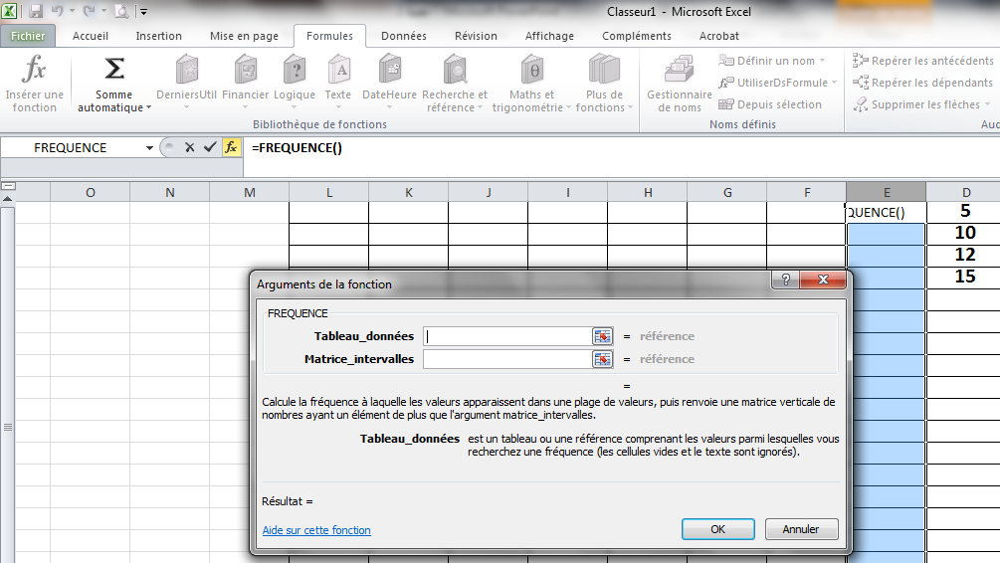 Classeur1 - Microsoft Excel
Fichier Accueil Insertion Mise en page Formules Données Révision Affichage Compléments Acrobat
fx Σ ? A θ
Insérer une fonction
Somme automatique
DerniersUtil
Financier
Logique
Texte
DateHeure
Recherche et référence
Maths et trigonométrie
Plus de fonctions
Gestionnaire de noms
Définir un nom
UtiliserDsFormule
Depuis sélection
Repérer les antécédents
Repérer les dépendants
Supprimer les flèches
Bibliothèque de fonctions
Noms définis
Auc
FREQUENCE fx =FREQUENCE()
O N M L K J I H G F E D
QUENCE() 5
10
12
15
Arguments de la fonction ?
FREQUENCE
Tableau_données = référence
Matrice_intervalles = référence
=
Calcule la fréquence à laquelle les valeurs apparaissent dans une plage de valeurs, puis renvoie une matrice verticale de
nombres ayant un élément de plus que l'argument matrice_intervalles.
Tableau_données est un tableau ou une référence comprenant les valeurs parmi lesquelles vous
recherchez une fréquence (les cellules vides et le texte sont ignorés).
Résultat =
Aide sur cette fonction OK Annuler